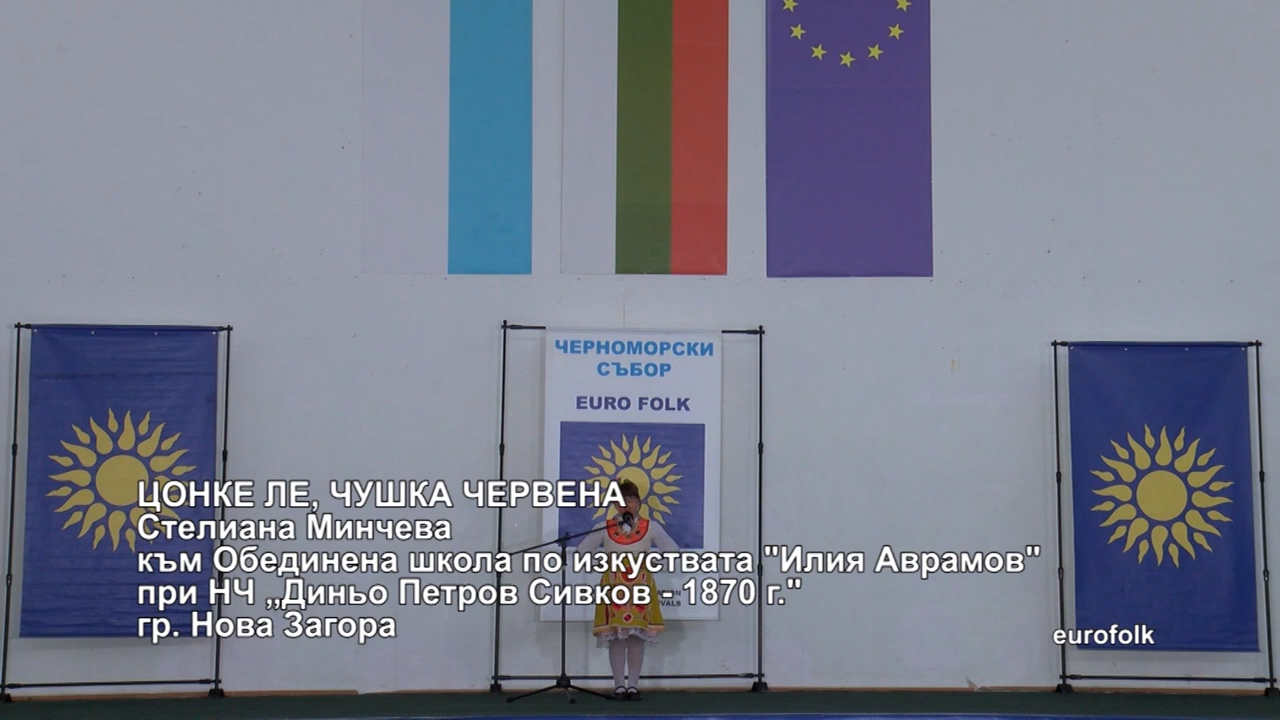 ЧЕРНОМОРСКИ
СЪБОР
EURO FOLK
ЦОНКЕ ЛЕ, ЧУШКА ЧЕРВЕНА
Стелиана Минчева
към Обединена школа по изкуствата "Илия Аврамов"
при НЧ „Диньо Петров Сивков - 1870 г."
гр. Нова Загора
eurofolk